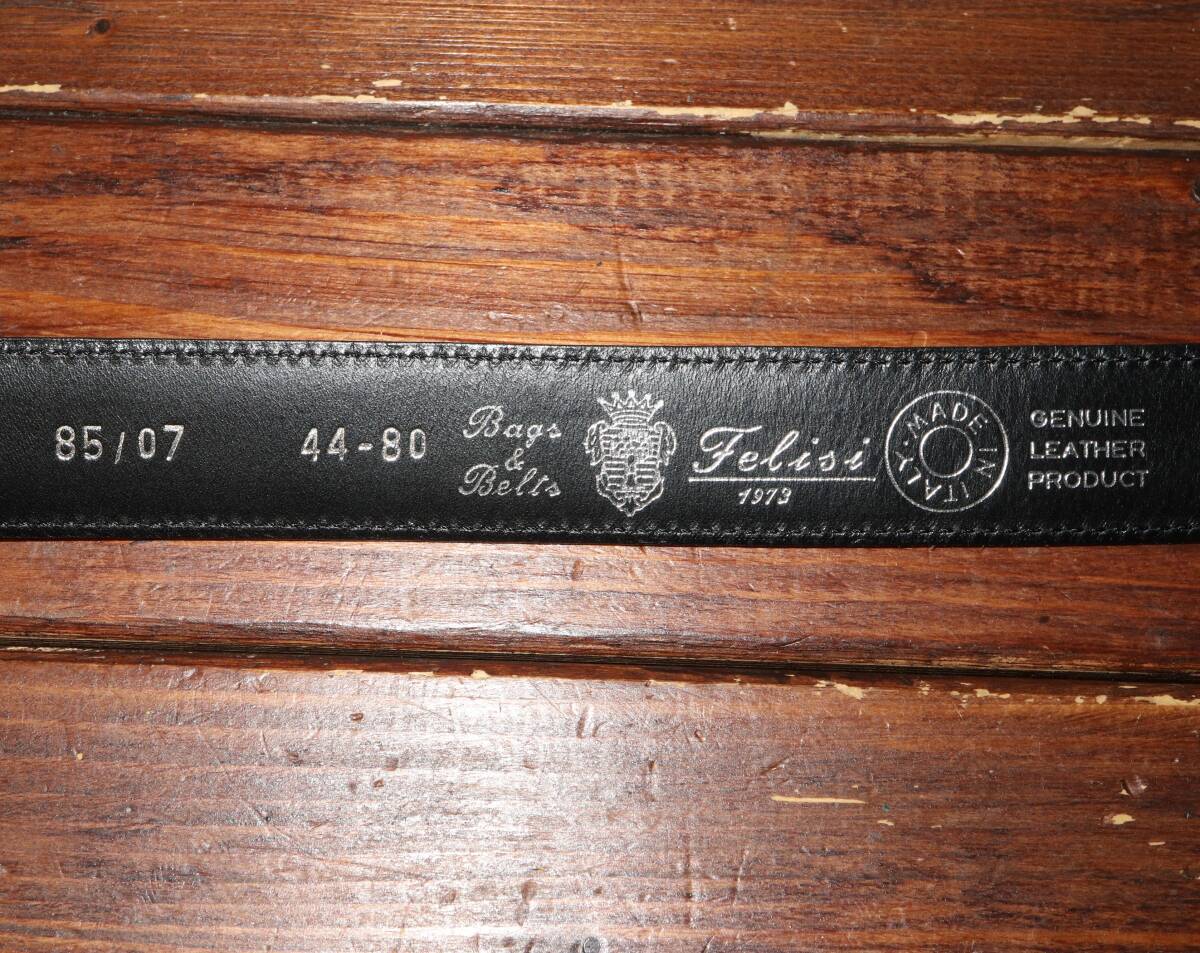 85/07
44-80
Bags
&
Belts
Felisi
1973
·MADE IN ITALY·
GENUINE
LEATHER
PRODUCT